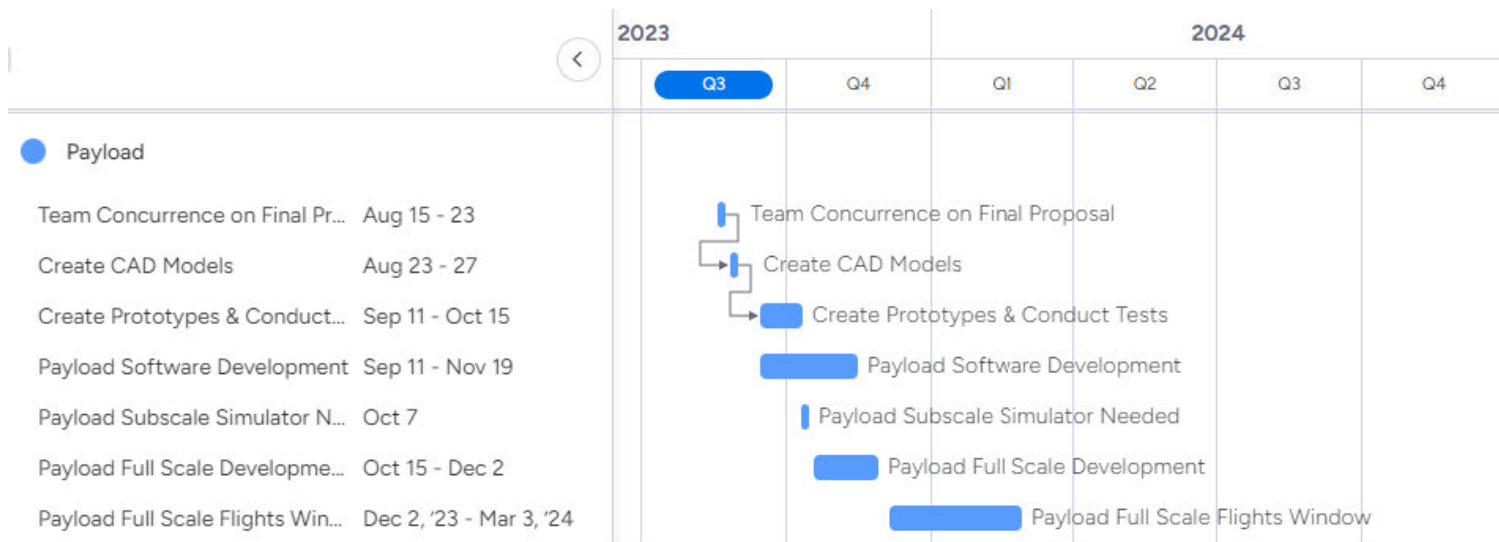 2023 2024
Q3 Q4 Q1 Q2 Q3 Q4
Payload
Team Concurrence on Final Pr... Aug 15 - 23 Team Concurrence on Final Proposal
Create CAD Models Aug 23 - 27 Create CAD Models
Create Prototypes & Conduct... Sep 11 - Oct 15 Create Prototypes & Conduct Tests
Payload Software Development Sep 11 - Nov 19 Payload Software Development
Payload Subscale Simulator N... Oct 7 Payload Subscale Simulator Needed
Payload Full Scale Developme... Oct 15 - Dec 2 Payload Full Scale Development
Payload Full Scale Flights Win... Dec 2, '23 - Mar 3, '24 Payload Full Scale Flights Window